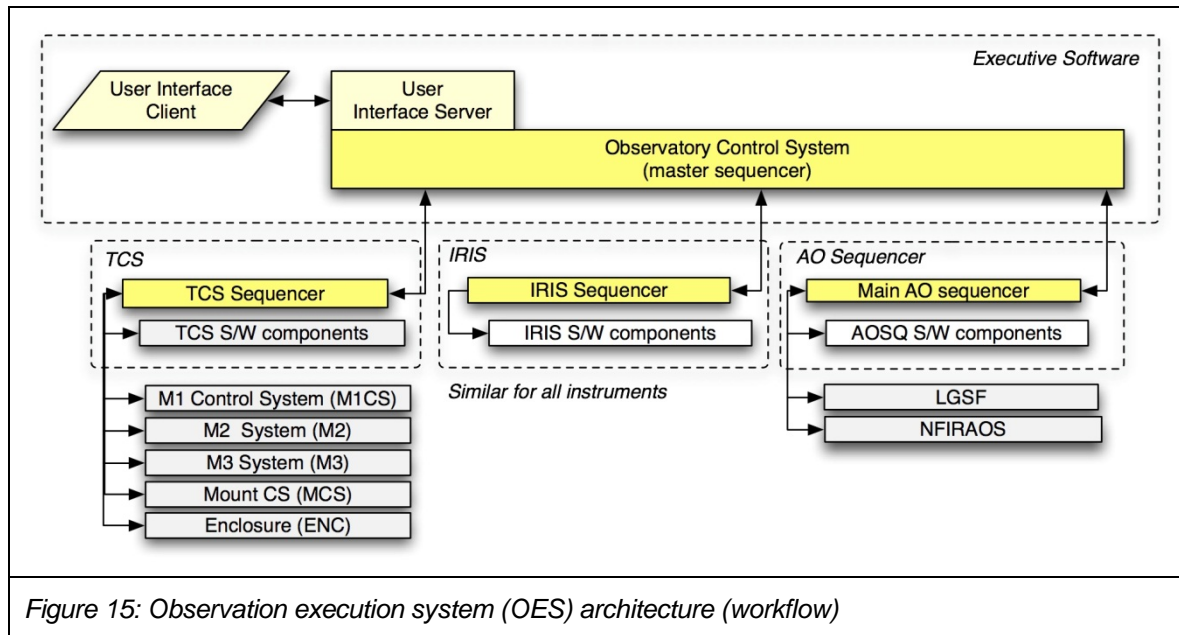 Executive Software
User Interface
Client
User
Interface Server
Observatory Control System
(master sequencer)
TCS
TCS Sequencer
TCS S/W components
M1 Control System (M1CS)
M2 System (M2)
M3 System (M3)
Mount CS (MCS)
Enclosure (ENC)
IRIS
IRIS Sequencer
IRIS S/W components
Similar for all instruments
AO Sequencer
Main AO sequencer
AOSQ S/W components
LGSF
NFIRAOS
Figure 15: Observation execution system (OES) architecture (workflow)